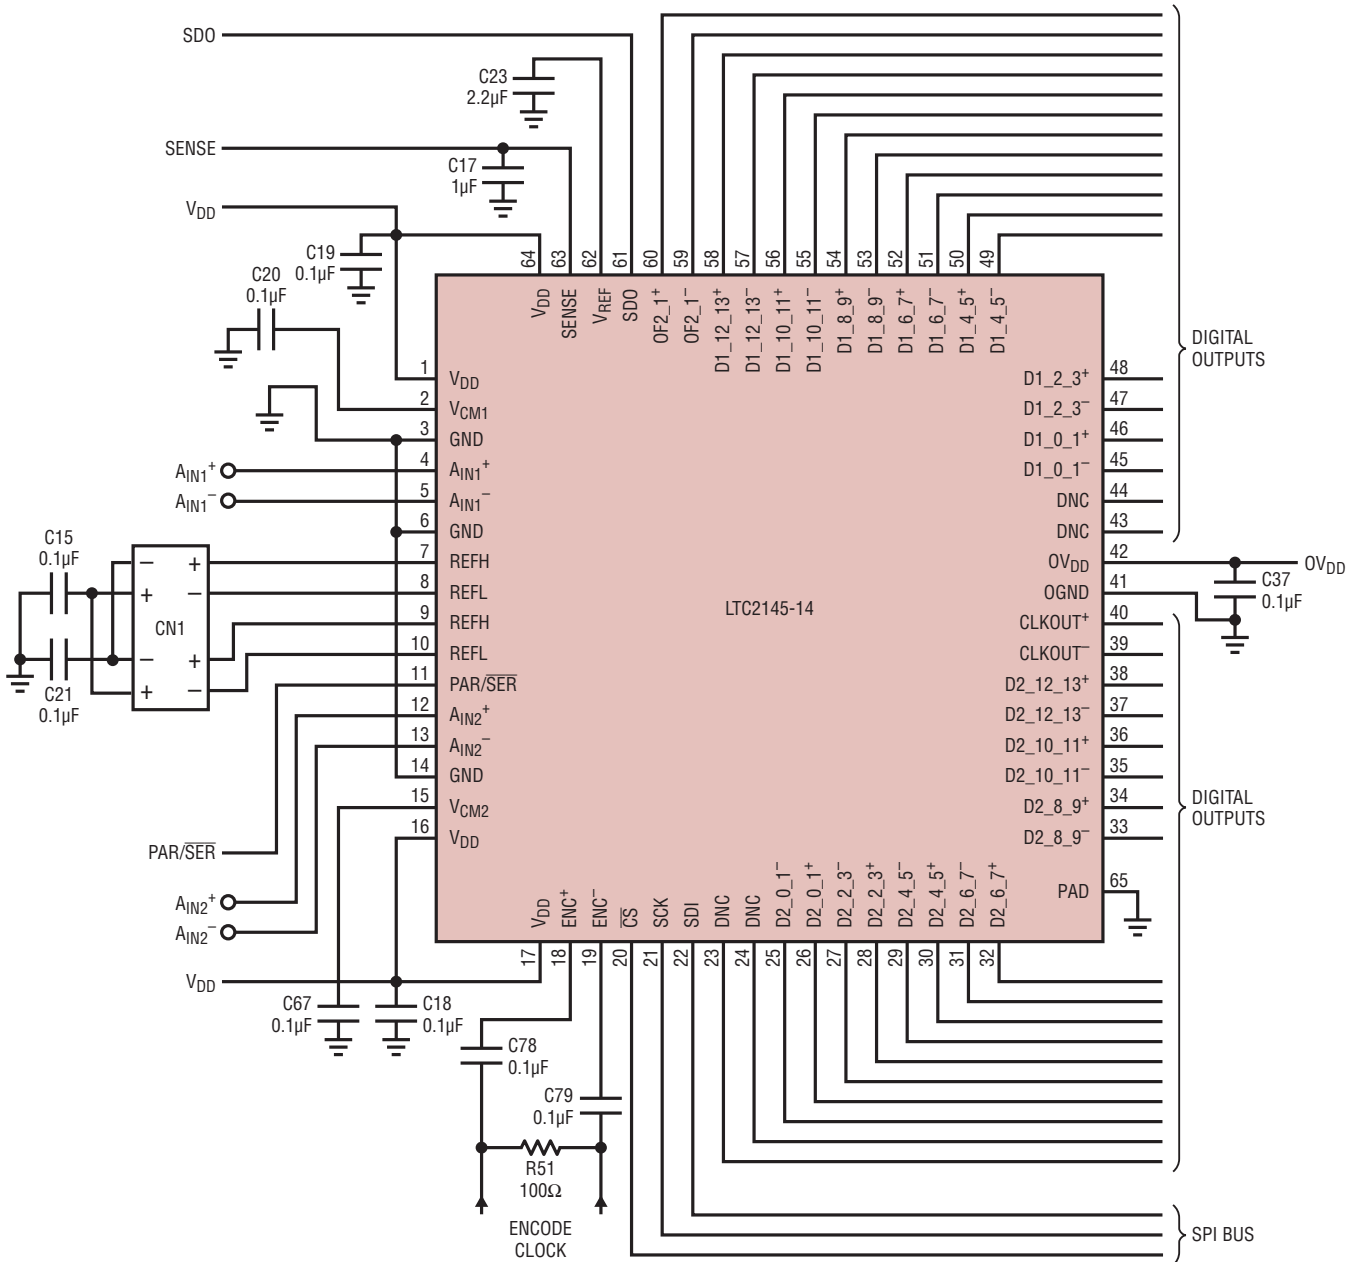 SDO
C23
2.2µF
SENSE
C17
1µF
VDD
C19
0.1µF
C20
0.1µF
64
63
62
61
60
59
58
57
56
55
54
53
52
51
50
49
VDD
SENSE
VREF
SDO
OF2_1+
OF2_1–
D1_12_13+
D1_12_13–
D1_10_11+
D1_10_11–
D1_8_9+
D1_8_9–
D1_6_7+
D1_6_7–
D1_4_5+
D1_4_5–
DIGITAL
OUTPUTS
1 VDD
2 VCM1
3 GND
AIN1+ 4 AIN1+
AIN1– 5 AIN1–
6 GND
7 REFH
8 REFL
9 REFH
10 REFL
11 PAR/SER
12 AIN2+
13 AIN2–
14 GND
15 VCM2
16 VDD
C15
0.1µF
– +
+ –
CN1
– +
+ –
C21
0.1µF
LTC2145-14
D1_2_3+ 48
D1_2_3– 47
D1_0_1+ 46
D1_0_1– 45
DNC 44
DNC 43
OVDD 42 OVDD
OGND 41
C37
0.1µF
CLKOUT+ 40
CLKOUT– 39
D2_12_13+ 38
D2_12_13– 37
D2_10_11+ 36
D2_10_11– 35
D2_8_9+ 34
D2_8_9– 33
PAD 65
DIGITAL
OUTPUTS
PAR/SER
AIN2+
AIN2–
VDD
VDD
ENC+
ENC–
CS
SCK
SDI
DNC
DNC
D2_0_1–
D2_0_1+
D2_2_3–
D2_2_3+
D2_4_5–
D2_4_5+
D2_6_7–
D2_6_7+
17
18
19
20
21
22
23
24
25
26
27
28
29
30
31
32
C67
0.1µF
C18
0.1µF
C78
0.1µF
C79
0.1µF
R51
100Ω
ENCODE
CLOCK
SPI BUS